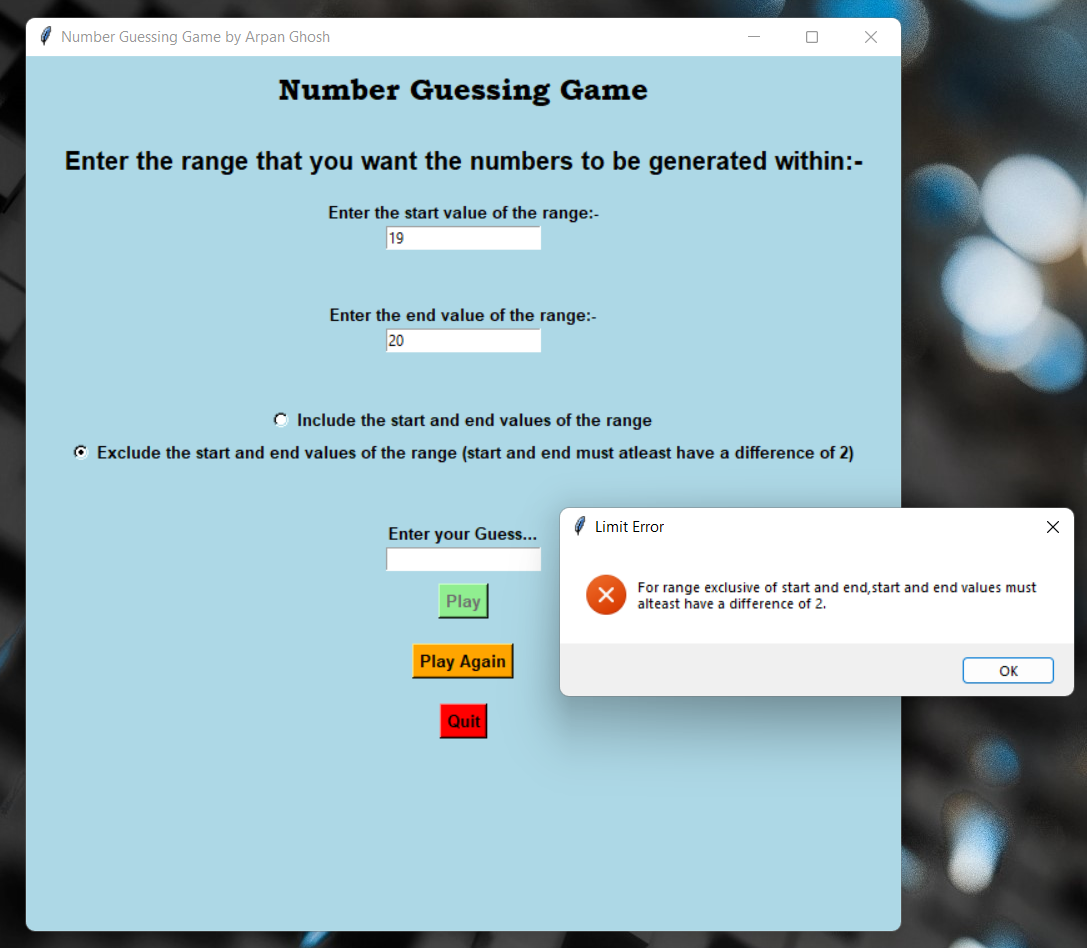 Number Guessing Game by Arpan Ghosh
Number Guessing Game
Enter the range that you want the numbers to be generated within:-
Enter the start value of the range:-
19
Enter the end value of the range:-
20
Include the start and end values of the range
Exclude the start and end values of the range (start and end must atleast have a difference of 2)
Enter your Guess...
Play
Play Again
Quit
Limit Error
For range exclusive of start and end,start and end values must
alteast have a difference of 2.
OK